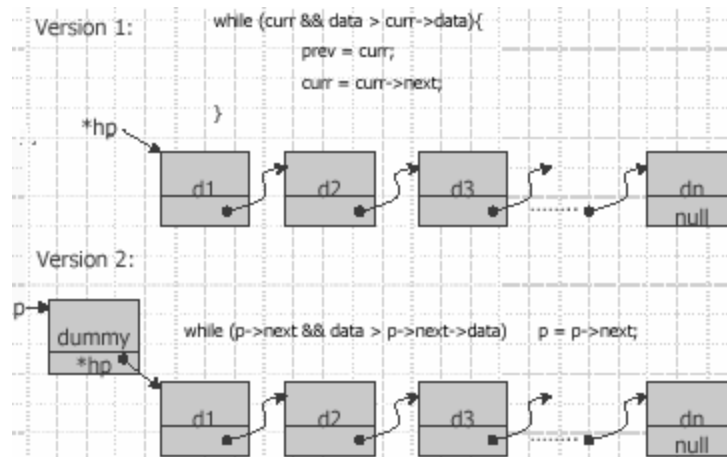 Version 1:
while (curr && data > curr->data){
prev = curr;
curr = curr->next;
}
*hp
d1 d2 d3 dn
null
Version 2:
p
dummy
while (p->next && data > p->next->data) p = p->next;
*hp
d1 d2 d3 dn
null